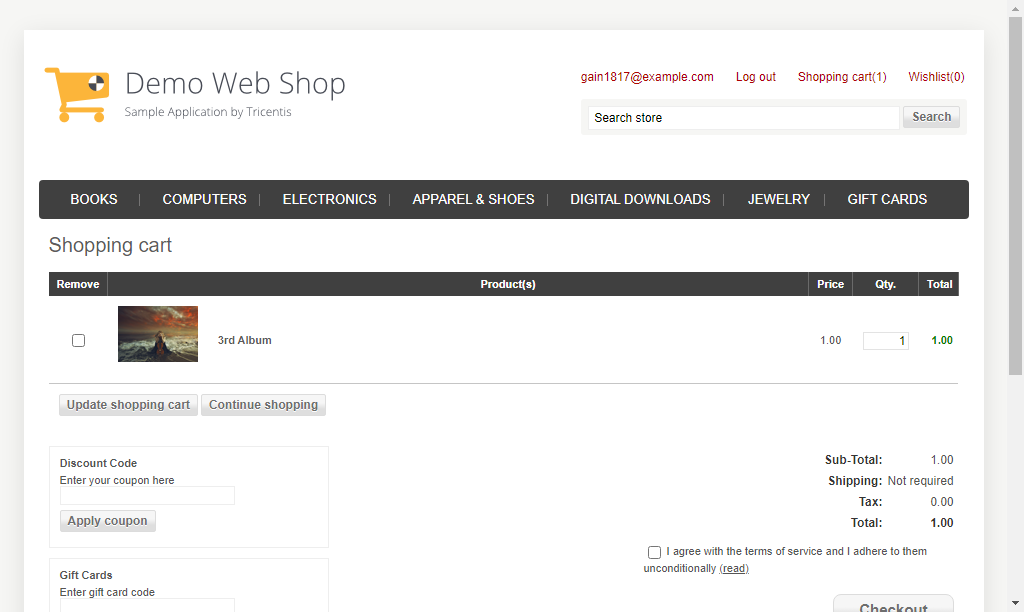 Demo Web Shop
Sample Application by Tricentis
gain1817@example.com Log out Shopping cart(1) Wishlist(0)
Search store Search
BOOKS COMPUTERS ELECTRONICS APPAREL & SHOES DIGITAL DOWNLOADS JEWELRY GIFT CARDS
Shopping cart
Remove Product(s) Price Qty. Total
3rd Album 1.00 1 1.00
Update shopping cart Continue shopping
Discount Code
Enter your coupon here
Apply coupon
Gift Cards
Enter gift card code
Sub-Total: 1.00
Shipping: Not required
Tax: 0.00
Total: 1.00
I agree with the terms of service and I adhere to them
unconditionally (read)
Checkout